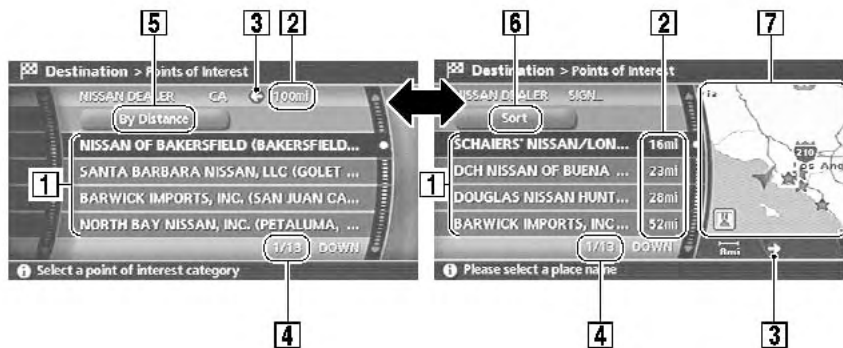 5 3 2
Destination > Points of Interest
NISSAN DEALER CA 100mi
By Distance
NISSAN OF BAKERSFIELD (BAKERSFIELD...
SANTA BARBARA NISSAN, LLC (GOLET ...
BARWICK IMPORTS, INC. (SAN JUAN CA...
NORTH BAY NISSAN, INC. (PETALUMA, ...
1
1/13 DOWN
Select a point of interest category
4
6 2 7
Destination > Points of Interest
NISSAN DEALER SIGN...
Sort
SCHAIERS' NISSAN/LON... 16mi
DCH NISSAN OF BUENA ... 23mi
DOUGLAS NISSAN HUNT... 28mi
BARWICK IMPORTS, INC... 52mi
1
1/13 DOWN
Please select a place name
ia
210
os Ang
8mi
4 3